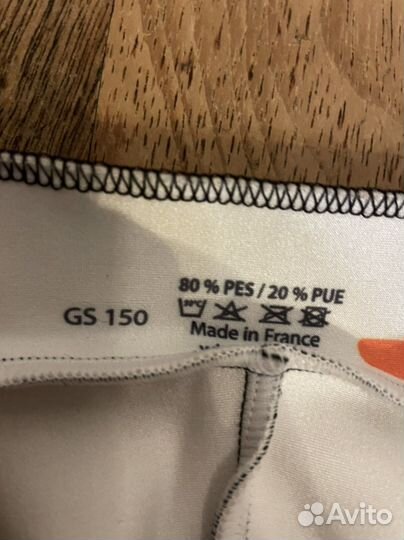 80 % PES / 20 % PUE
GS 150
Made in France
Avito